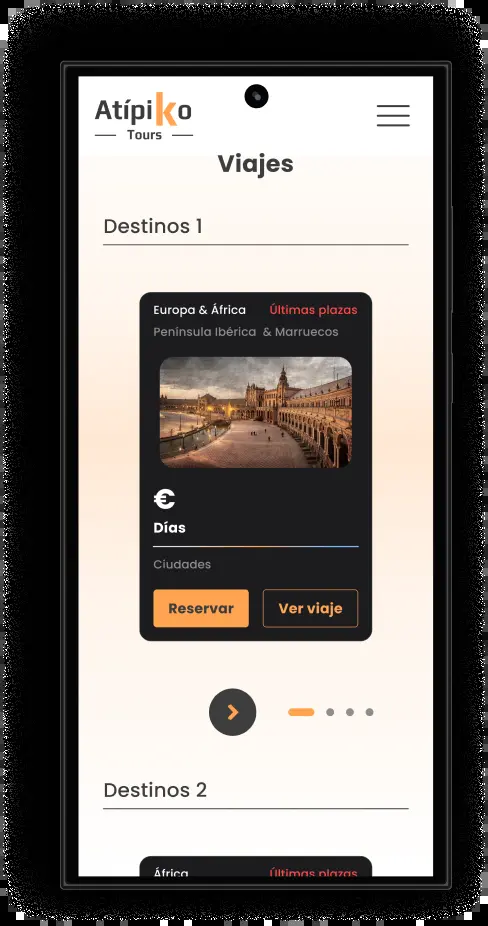 Atípiko
Tours
Viajes
Destinos 1
Europa & África Últimas plazas
Península Ibérica & Marruecos
€
Días
Ciudades
Reservar Ver viaje
Destinos 2
África Últimas plazas